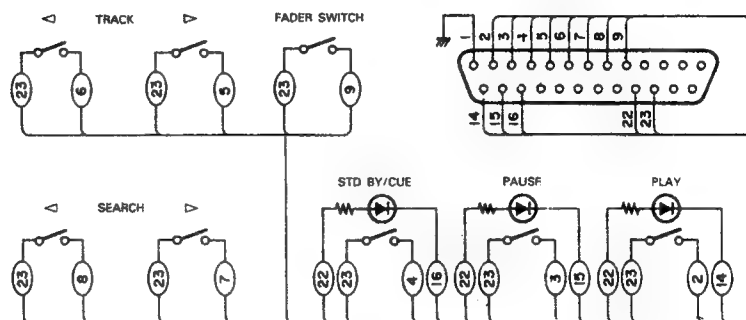 ◁ TRACK ▷ FADER SWITCH
1 2 3 4 5 6 7 8 9
23 6 23 5 23 9
14 15 16 22 23
◁ SEARCH ▷ STD BY/CUE PAUSE PLAY
23 8 23 7 22 23 4 16 22 23 3 15 22 23 2 14